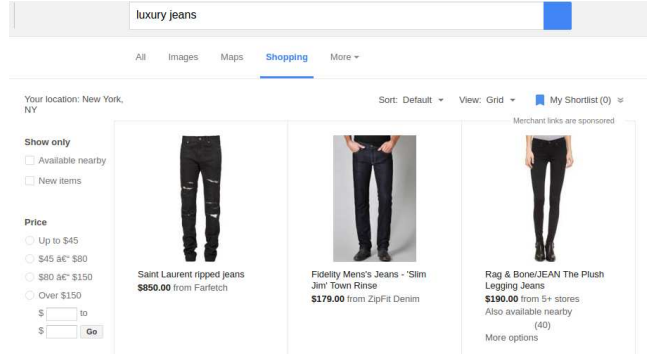 luxury jeans
All Images Maps Shopping More
Your location: New York,
NY
Sort: Default View: Grid My Shortlist (0)
Merchant links are sponsored
Show only
Available nearby
New items
Price
Up to $45
$45 â€“ $80
$80 â€“ $150
Over $150
$ to
$ Go
Saint Laurent ripped jeans
$850.00 from Farfetch
Fidelity Mens's Jeans - 'Slim
Jim' Town Rinse
$179.00 from ZipFit Denim
Rag & Bone/JEAN The Plush
Legging Jeans
$190.00 from 5+ stores
Also available nearby
(40)
More options